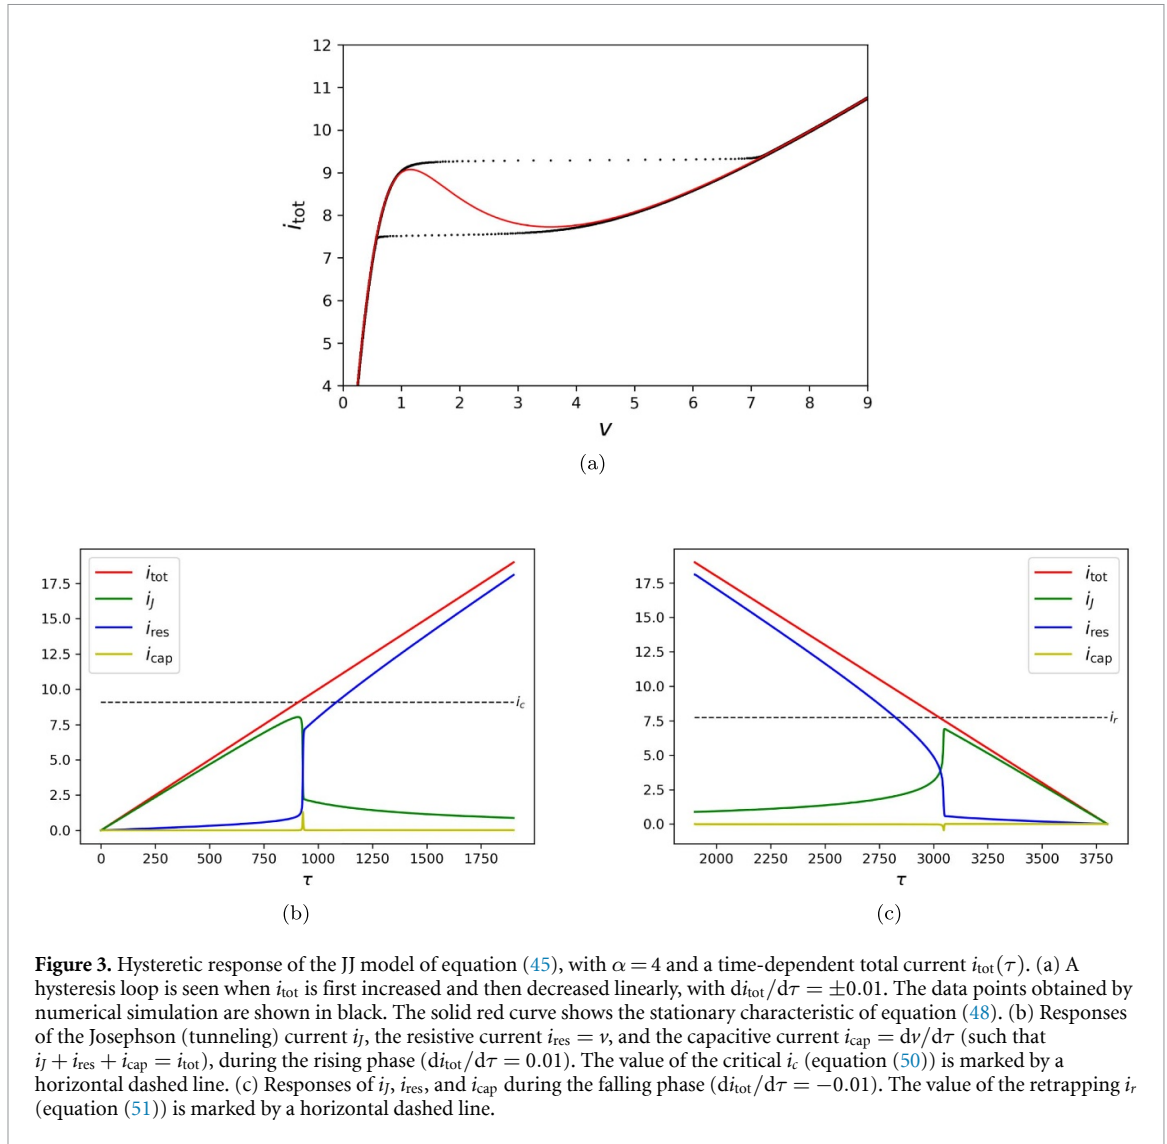 12
11
10
9
8
7
6
5
4
i_tot
0 1 2 3 4 5 6 7 8 9
v
(a)
i_tot
i_J
i_res
i_cap
17.5
15.0
12.5
10.0
7.5
5.0
2.5
0.0
i_c
0 250 500 750 1000 1250 1500 1750
τ
(b)
17.5
15.0
12.5
10.0
7.5
5.0
2.5
0.0
i_tot
i_J
i_res
i_cap
i_r
2000 2250 2500 2750 3000 3250 3500 3750
τ
(c)
Figure 3. Hysteretic response of the JJ model of equation (45), with α = 4 and a time-dependent total current i_tot(τ). (a) A
hysteresis loop is seen when i_tot is first increased and then decreased linearly, with di_tot/dτ = ±0.01. The data points obtained by
numerical simulation are shown in black. The solid red curve shows the stationary characteristic of equation (48). (b) Responses
of the Josephson (tunneling) current i_J, the resistive current i_res = v, and the capacitive current i_cap = dv/dτ (such that
i_J + i_res + i_cap = i_tot), during the rising phase (di_tot/dτ = 0.01). The value of the critical i_c (equation (50)) is marked by a
horizontal dashed line. (c) Responses of i_J, i_res, and i_cap during the falling phase (di_tot/dτ = −0.01). The value of the retrapping i_r
(equation (51)) is marked by a horizontal dashed line.